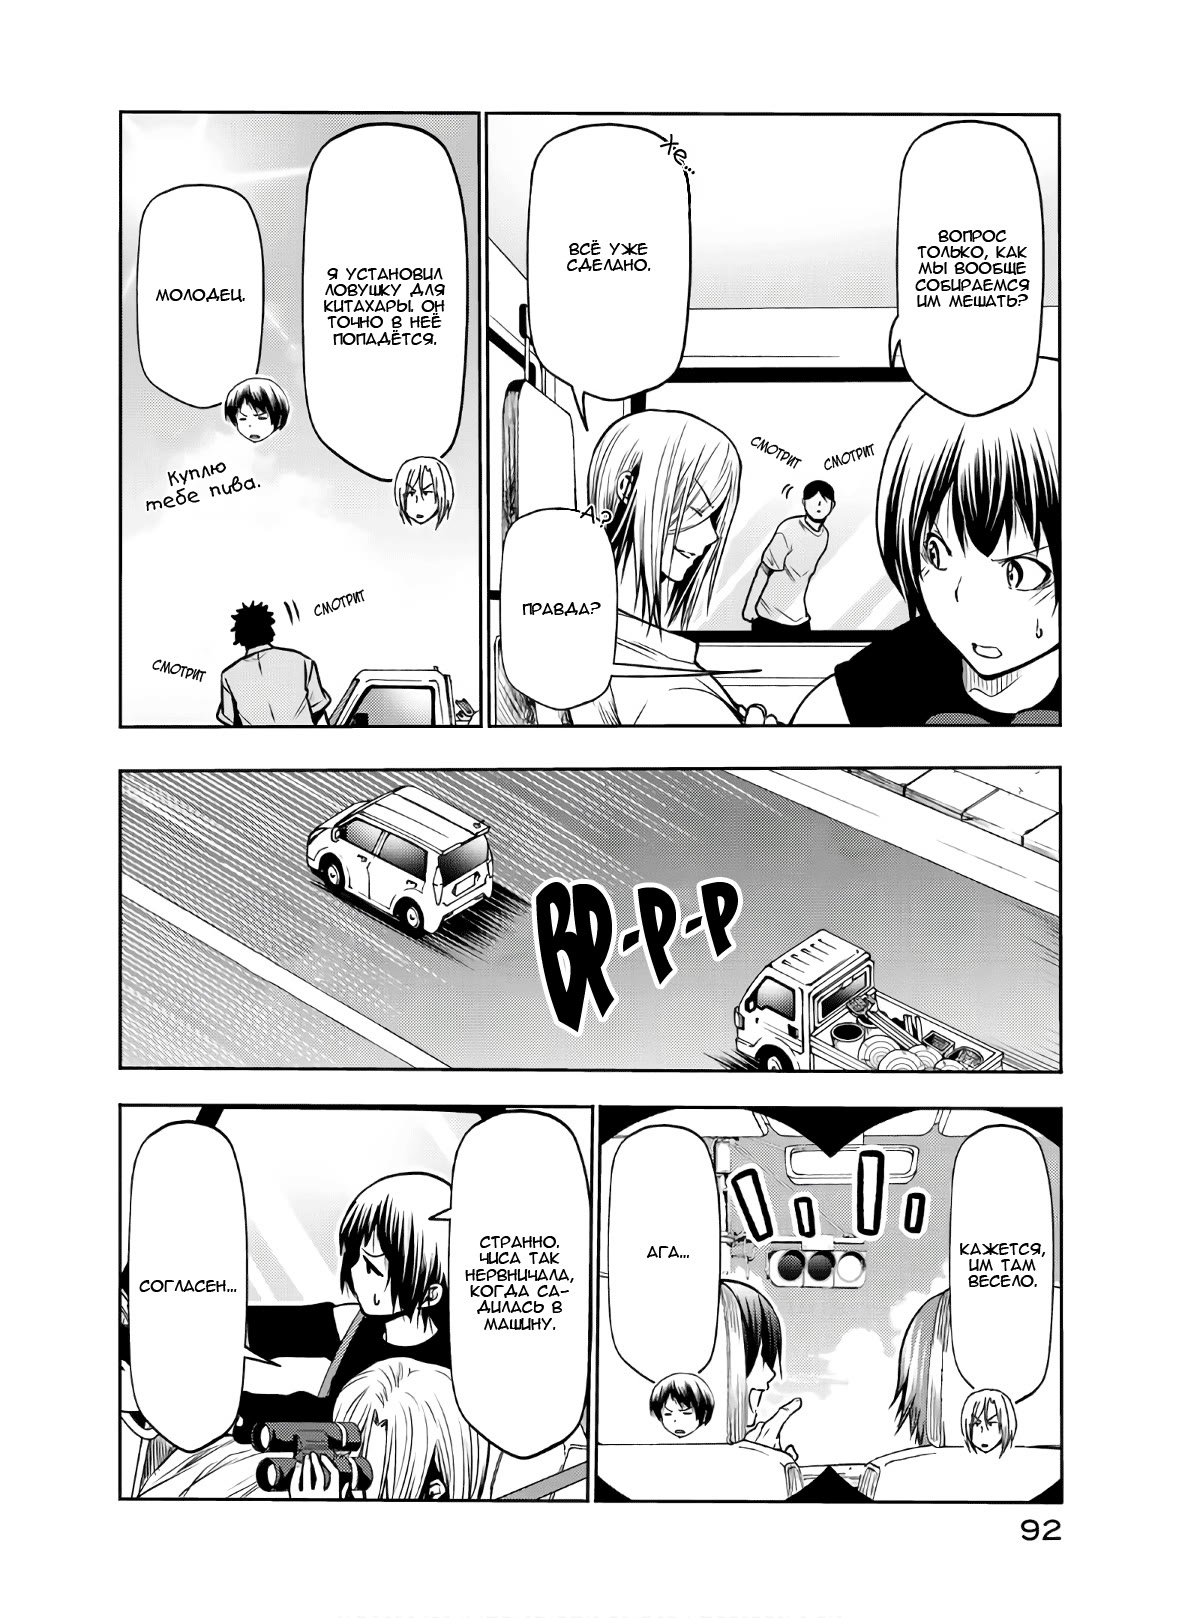 ВОПРОС
ТОЛЬКО, КАК
МЫ ВООБЩЕ
СОБИРАЕМСЯ
ИМ МЕШАТЬ?
ХЕ...
ВСЁ УЖЕ
СДЕЛАНО.
СМОТРИТ
СМОТРИТ
А?
ПРАВДА?
Я УСТАНОВИЛ
ЛОВУШКУ ДЛЯ
КИТАХАРЫ. ОН
ТОЧНО В НЕЁ
ПОПАДЁТСЯ.
МОЛОДЕЦ.
Куплю
тебе пива.
СМОТРИТ
СМОТРИТ
ВР-Р-Р
КАЖЕТСЯ,
ИМ ТАМ
ВЕСЕЛО.
АГА...
СТРАННО.
ЧИСА ТАК
НЕРВНИЧАЛА,
КОГДА СА-
ДИЛАСЬ В
МАШИНУ.
СОГЛАСЕН...
92